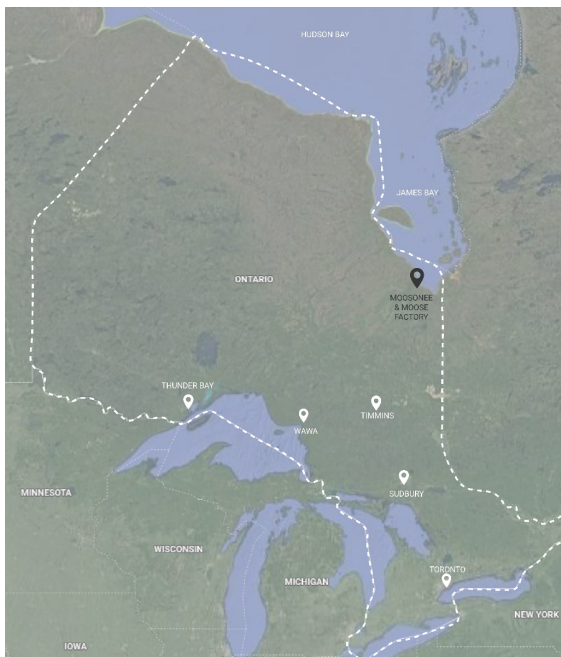 HUDSON BAY
JAMES BAY
ONTARIO
MOOSONEE
& MOOSE
FACTORY
THUNDER BAY
WAWA
TIMMINS
SUDBURY
MINNESOTA
WISCONSIN
MICHIGAN
TORONTO
NEW YORK
IOWA